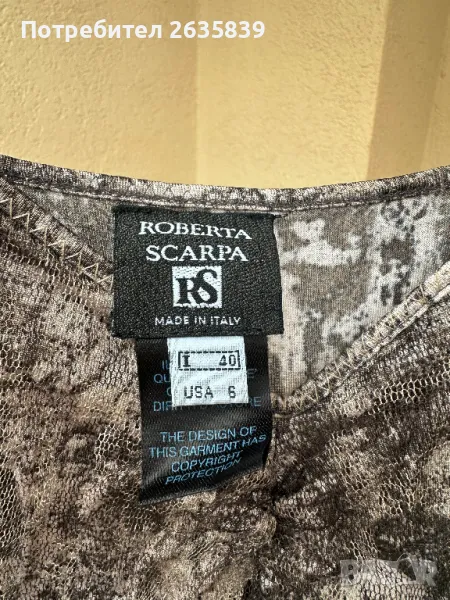 Потребител 2635839
ROBERTA
SCARPA
RS
MADE IN ITALY
I 40
USA 6
THE DESIGN OF
THIS GARMENT HAS
COPYRIGHT
PROTECTION